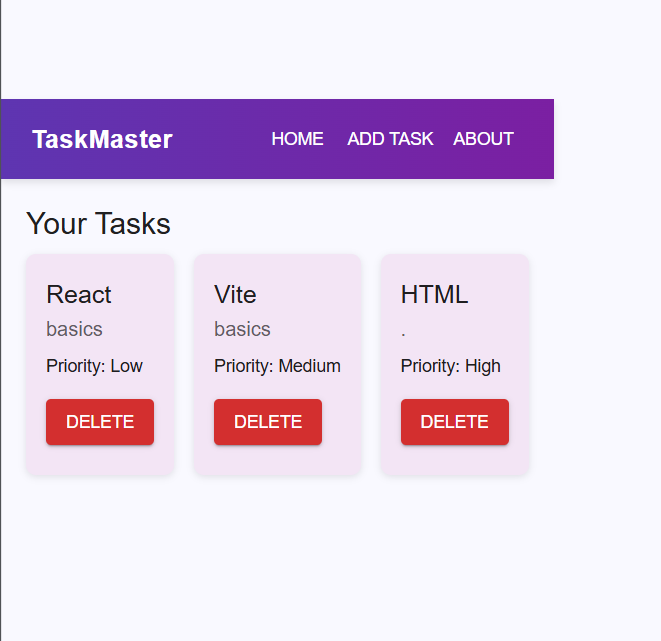 TaskMaster HOME ADD TASK ABOUT
Your Tasks
React
basics
Priority: Low
DELETE
Vite
basics
Priority: Medium
DELETE
HTML
.
Priority: High
DELETE